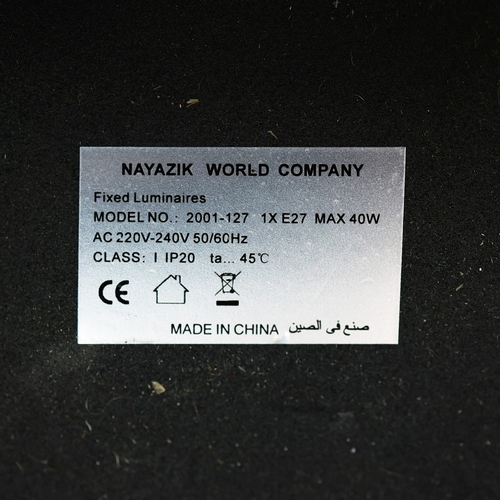 NAYAZIK WORLD COMPANY
Fixed Luminaires
MODEL NO.: 2001-127 1X E27 MAX 40W
AC 220V-240V 50/60Hz
CLASS: I IP20 ta... 45℃
CE
MADE IN CHINA صنع في الصين